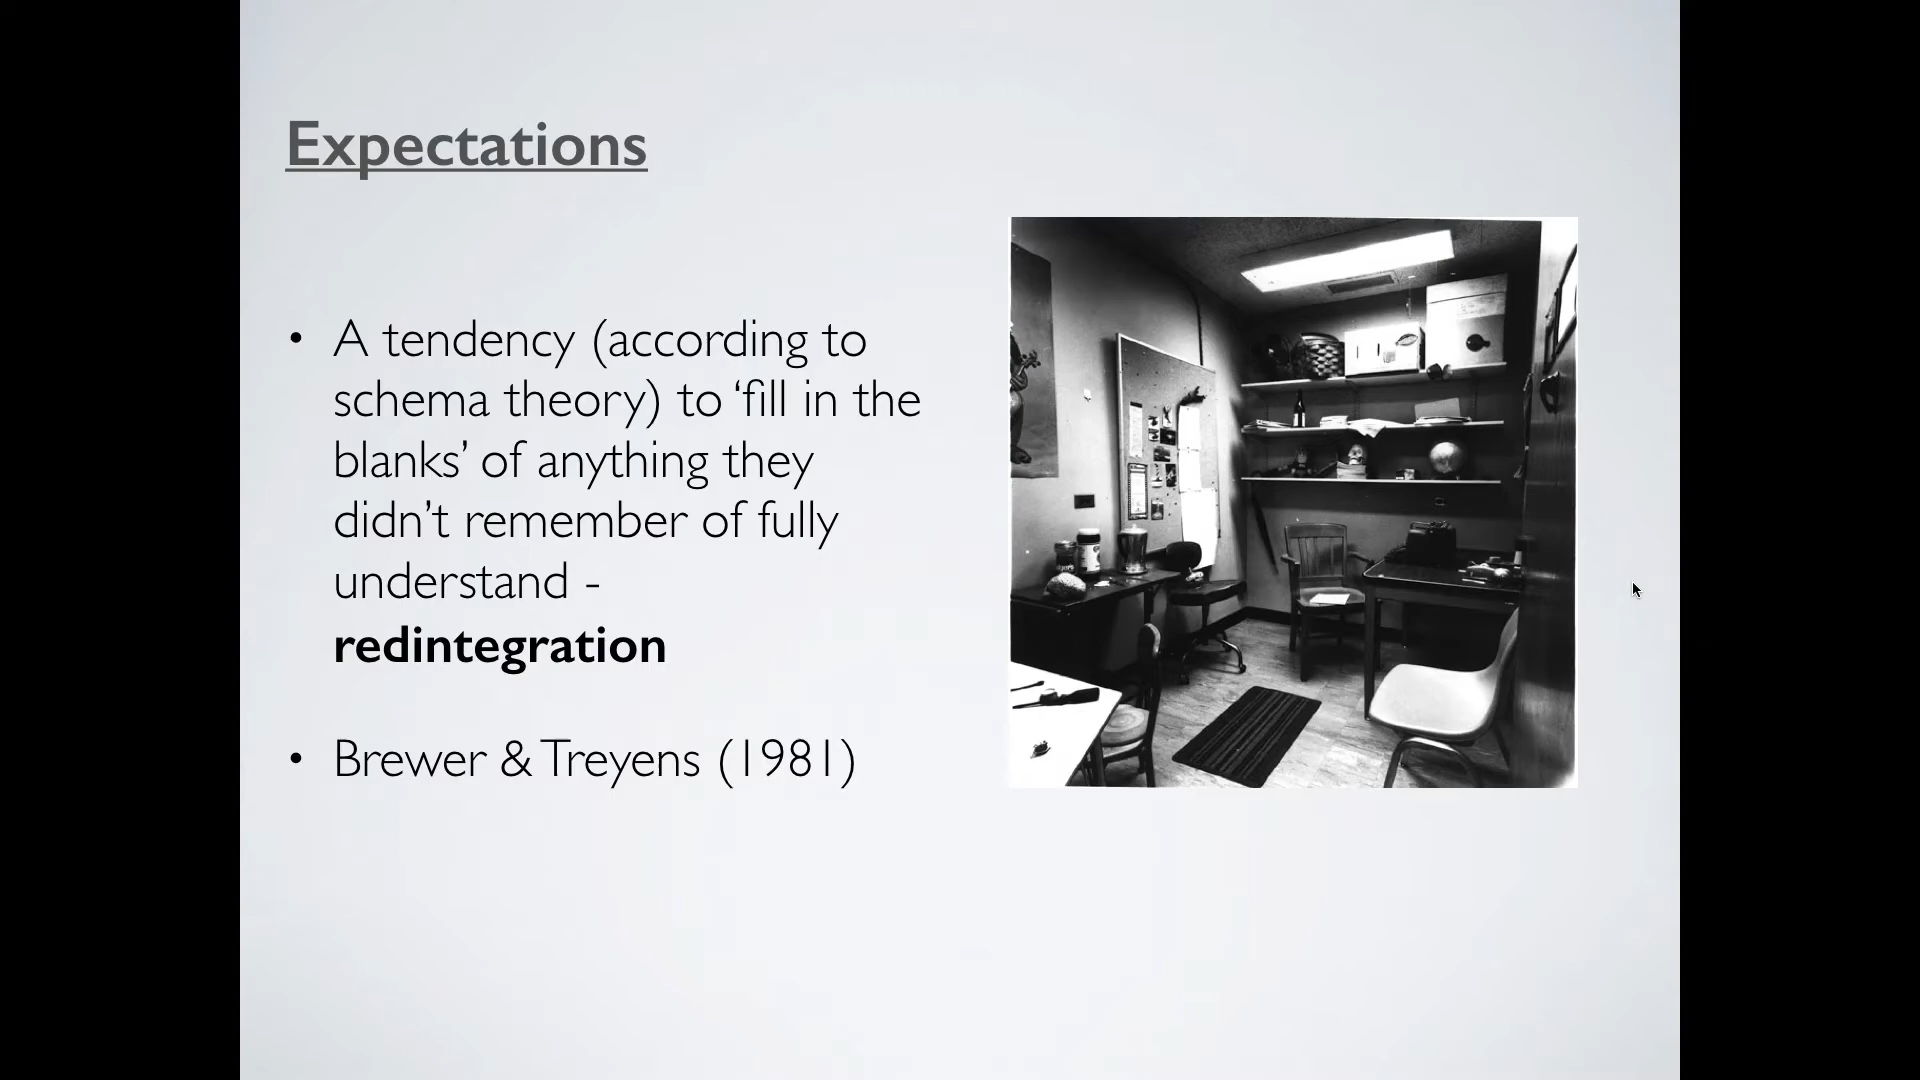 Expectations
• A tendency (according to
schema theory) to ‘fill in the
blanks’ of anything they
didn’t remember of fully
understand -
redintegration
• Brewer & Treyens (1981)